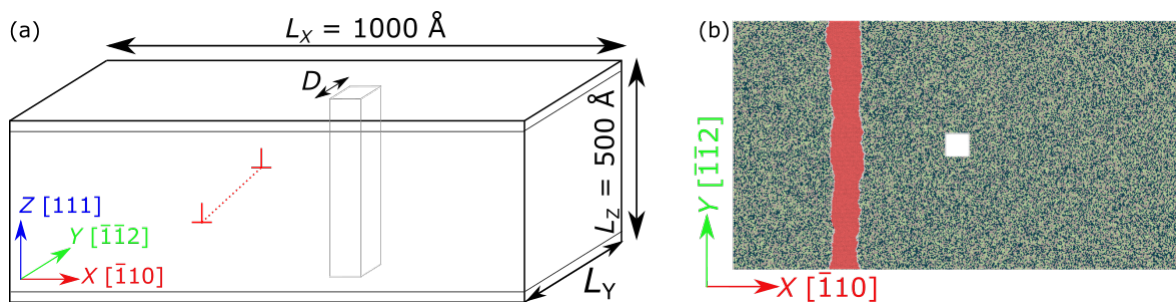 (a)
L_X = 1000 Å
D
L_Z = 500 Å
Z [111]
Y [1̄1̄2]
X [1̄10]
L_Y
(b)
Y [1̄1̄2]
X [1̄10]